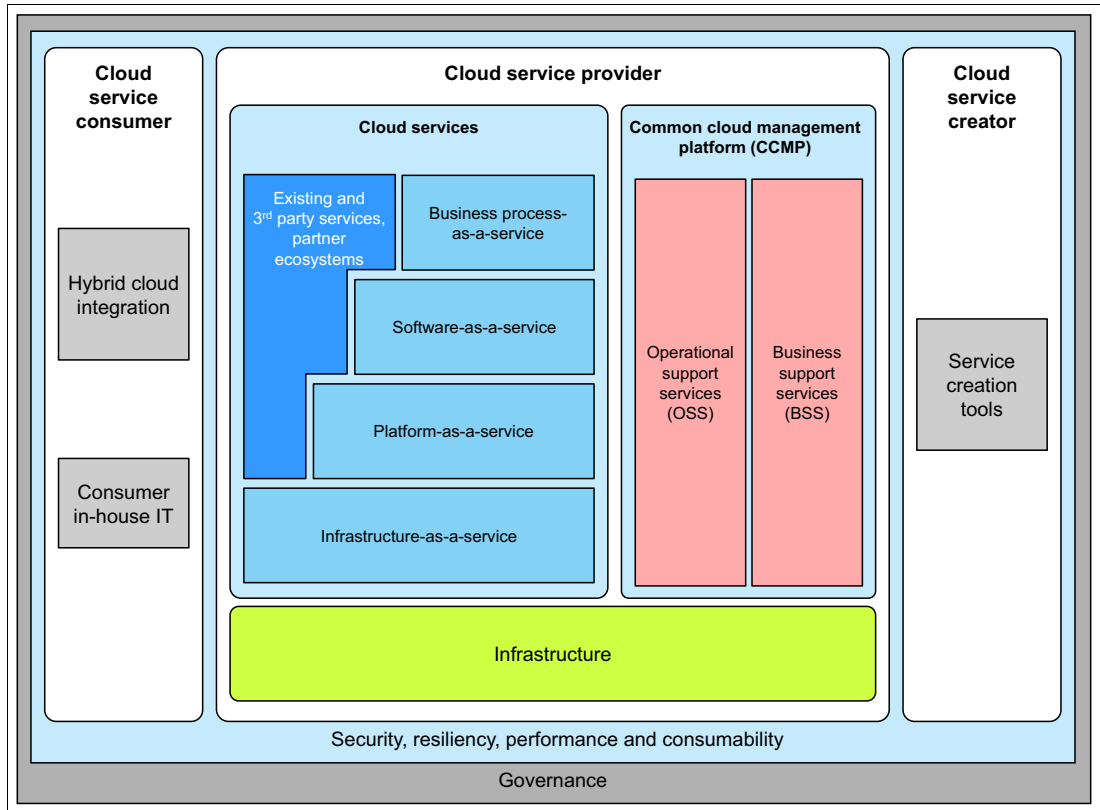 Cloud
service
consumer
Hybrid cloud
integration
Consumer
in-house IT
Cloud service provider
Cloud services
Existing and
3rd party services,
partner
ecosystems
Business process-
as-a-service
Software-as-a-service
Platform-as-a-service
Infrastructure-as-a-service
Common cloud management
platform (CCMP)
Operational
support
services
(OSS)
Business
support
services
(BSS)
Infrastructure
Cloud
service
creator
Service
creation
tools
Security, resiliency, performance and consumability
Governance